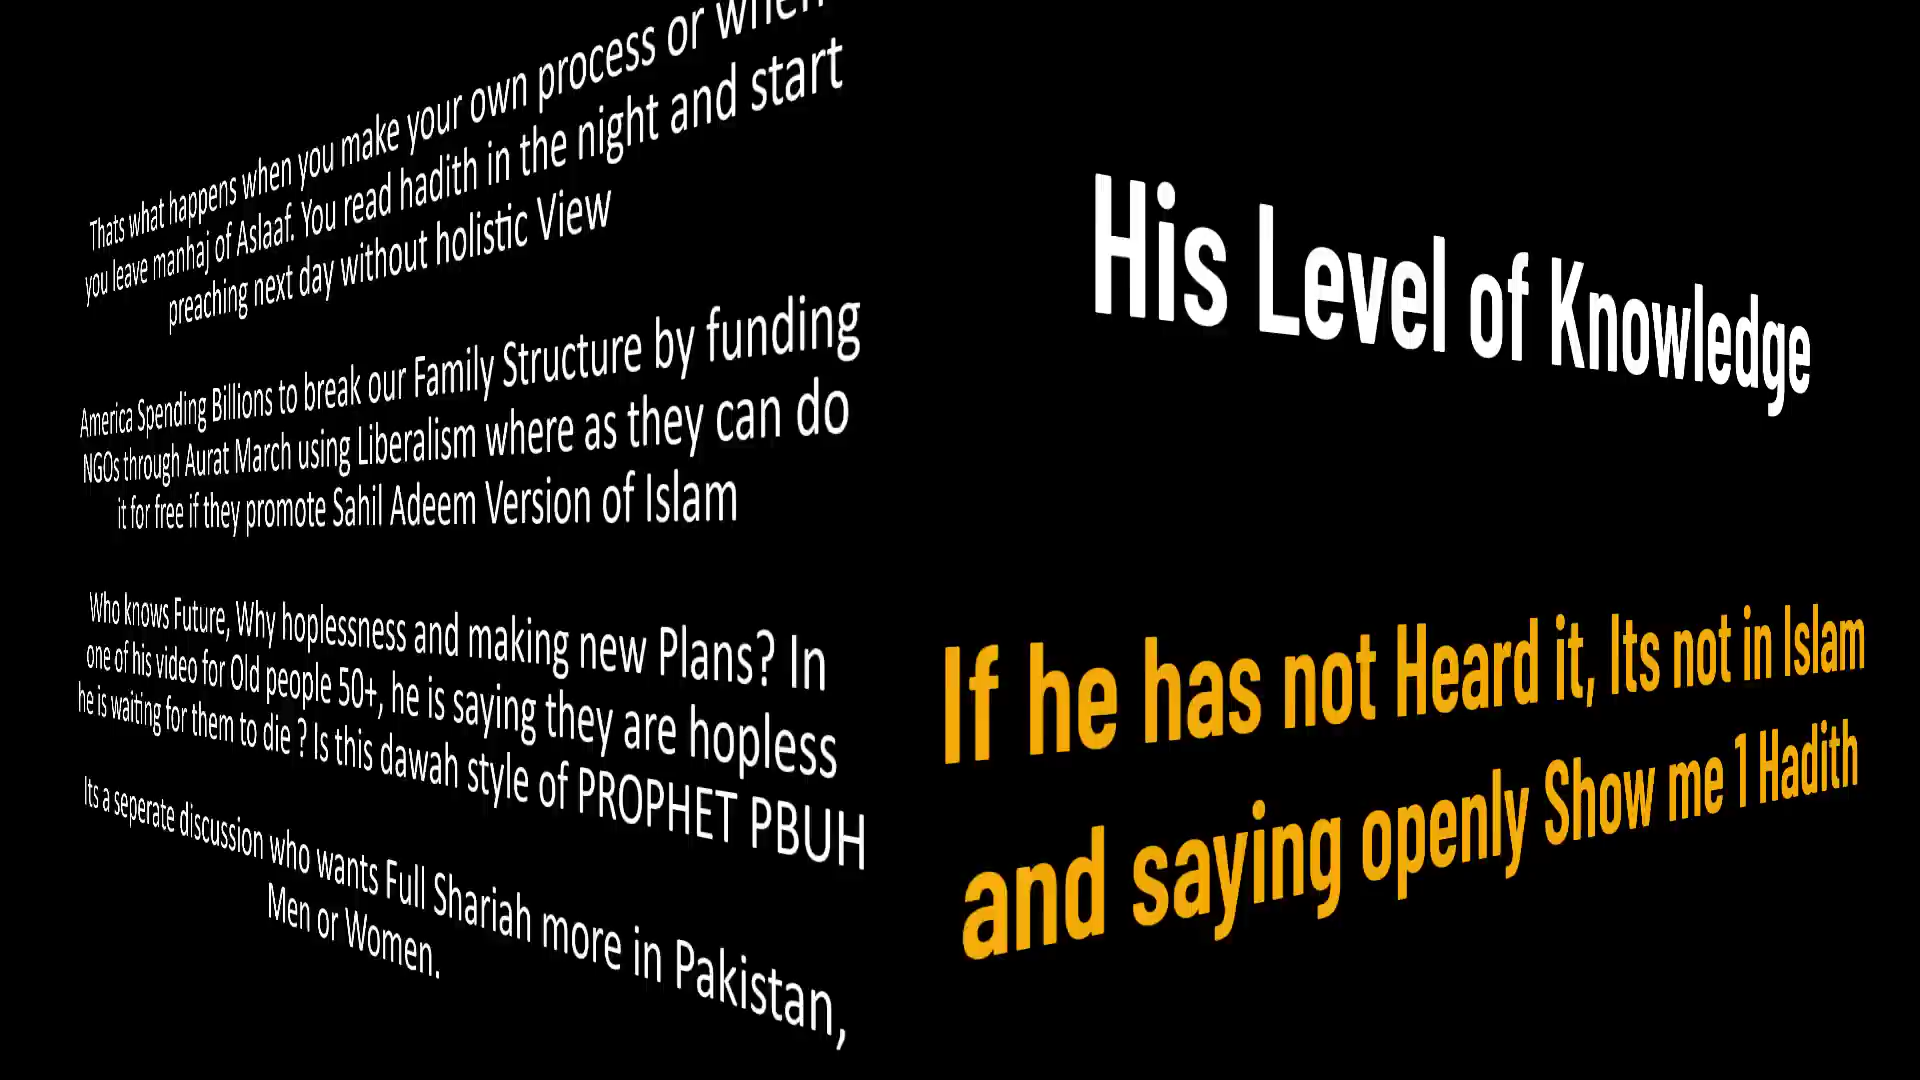 Thats what happens when you make your own process or when
you leave manhaj of Aslaaf. You read hadith in the night and start
preaching next day without holistic View
America Spending Billions to break our Family Structure by funding
NGOs through Aurat March using Liberalism where as they can do
it for free if they promote Sahil Adeem Version of Islam
Who knows Future, Why hoplessness and making new Plans? In
one of his video for Old people 50+, he is saying they are hopless
he is waiting for them to die ? Is this dawah style of PROPHET PBUH
Its a seperate discussion who wants Full Shariah more in Pakistan,
Men or Women.
His Level of Knowledge
If he has not Heard it, Its not in Islam
and saying openly Show me 1 Hadith